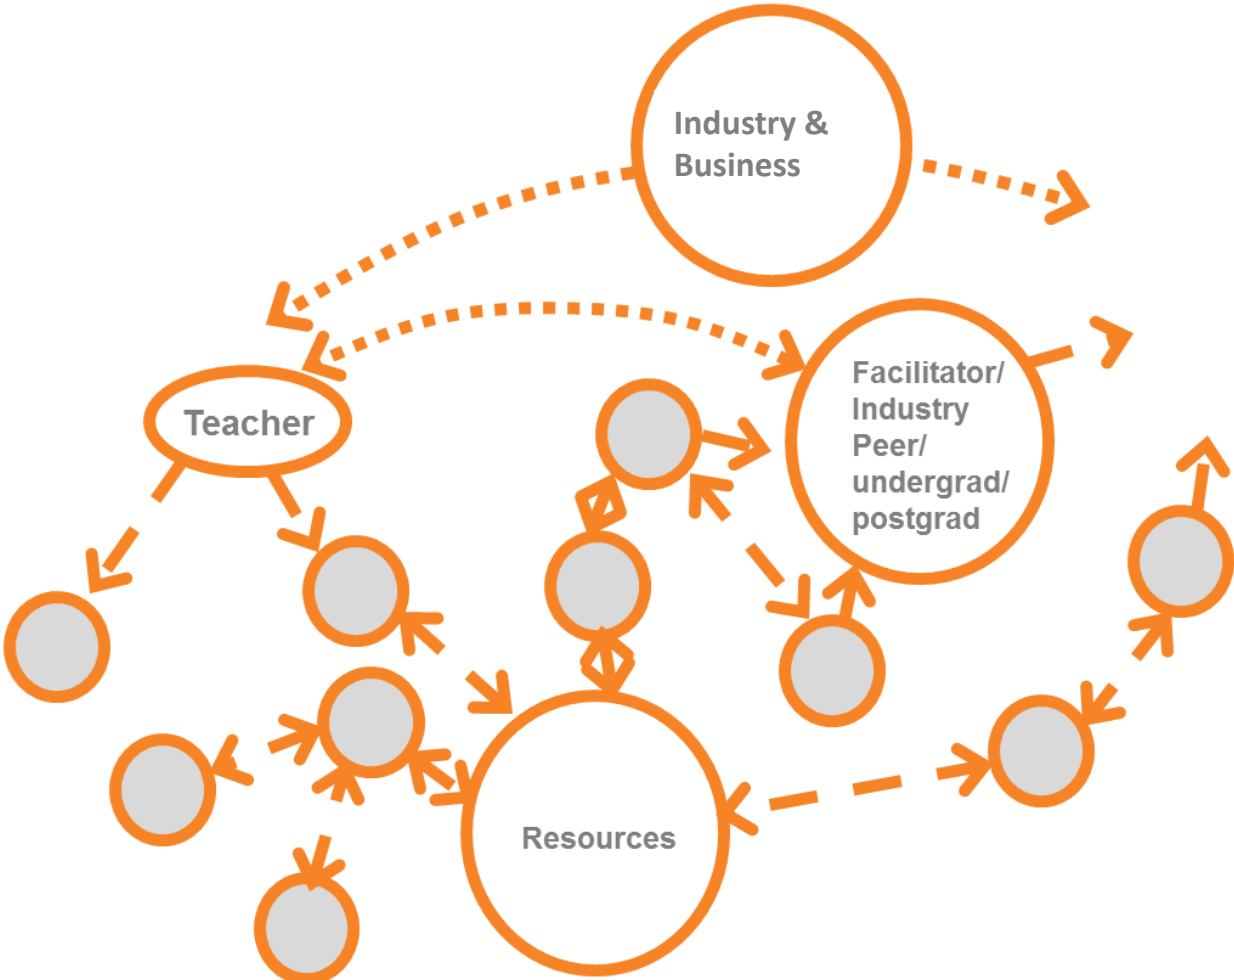 Industry &
Business
Teacher
Facilitator/
Industry
Peer/
undergrad/
postgrad
Resources